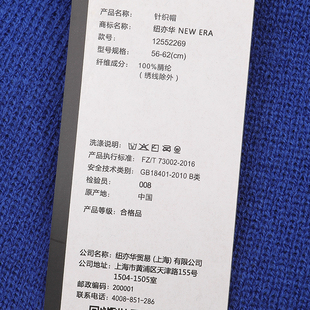 产品名称: 针织帽
商标名称: 纽亦华 NEW ERA
款号: 12552269
型号规格: 56-62(cm)
纤维成分: 100%腈纶
(绣线除外)
洗涤说明:
产品执行标准: FZ/T 73002-2016
安全技术类别: GB18401-2010 B类
检验员: 008
原产地: 中国
产品等级: 合格品
公司名称: 纽亦华贸易(上海)有限公司
公司地址: 上海市黄浦区天津路155号
1504-1505室
邮政编码: 200001
联系电话: 4008-851-286